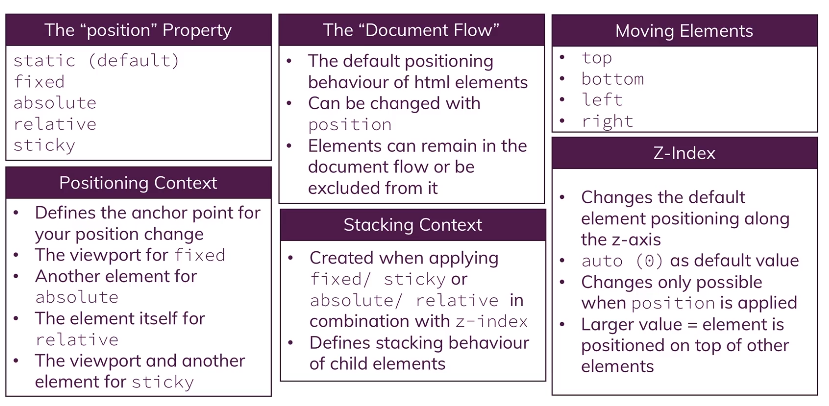 The “position” Property
static (default)
fixed
absolute
relative
sticky
Positioning Context
• Defines the anchor point for
your position change
• The viewport for fixed
• Another element for
absolute
• The element itself for
relative
• The viewport and another
element for sticky
The “Document Flow”
• The default positioning
behaviour of html elements
• Can be changed with
position
• Elements can remain in the
document flow or be
excluded from it
Stacking Context
• Created when applying
fixed/ sticky or
absolute/ relative in
combination with z-index
• Defines stacking behaviour
of child elements
Moving Elements
• top
• bottom
• left
• right
Z-Index
• Changes the default
element positioning along
the z-axis
• auto (0) as default value
• Changes only possible
when position is applied
• Larger value = element is
positioned on top of other
elements